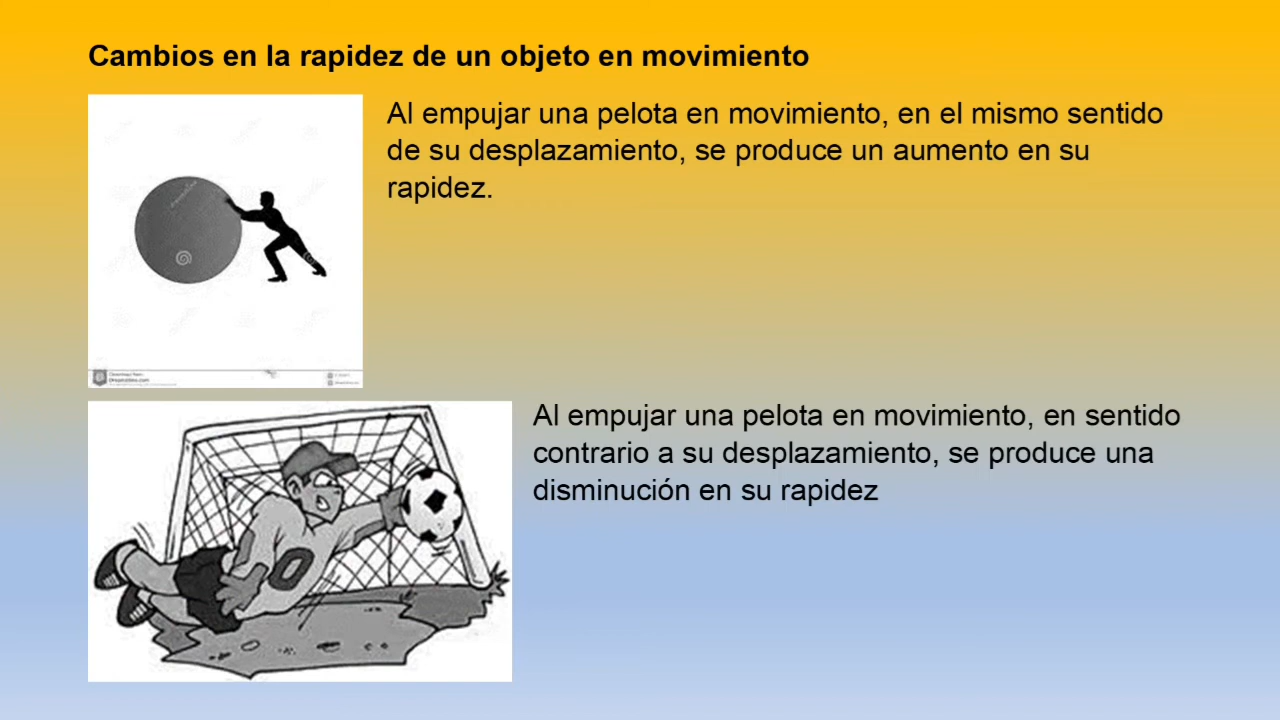 Cambios en la rapidez de un objeto en movimiento
Al empujar una pelota en movimiento, en el mismo sentido
de su desplazamiento, se produce un aumento en su
rapidez.
Al empujar una pelota en movimiento, en sentido
contrario a su desplazamiento, se produce una
disminución en su rapidez
0